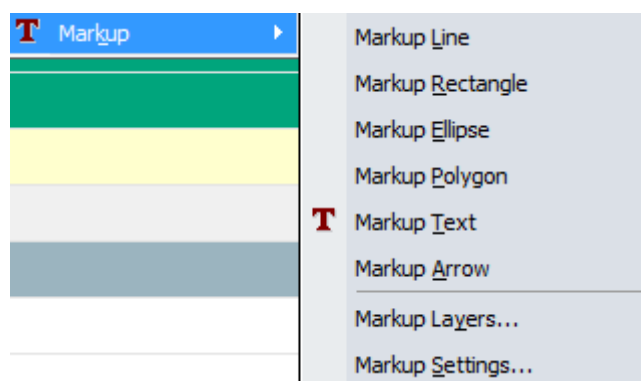 T Markup
Markup Line
Markup Rectangle
Markup Ellipse
Markup Polygon
T Markup Text
Markup Arrow
Markup Layers...
Markup Settings...